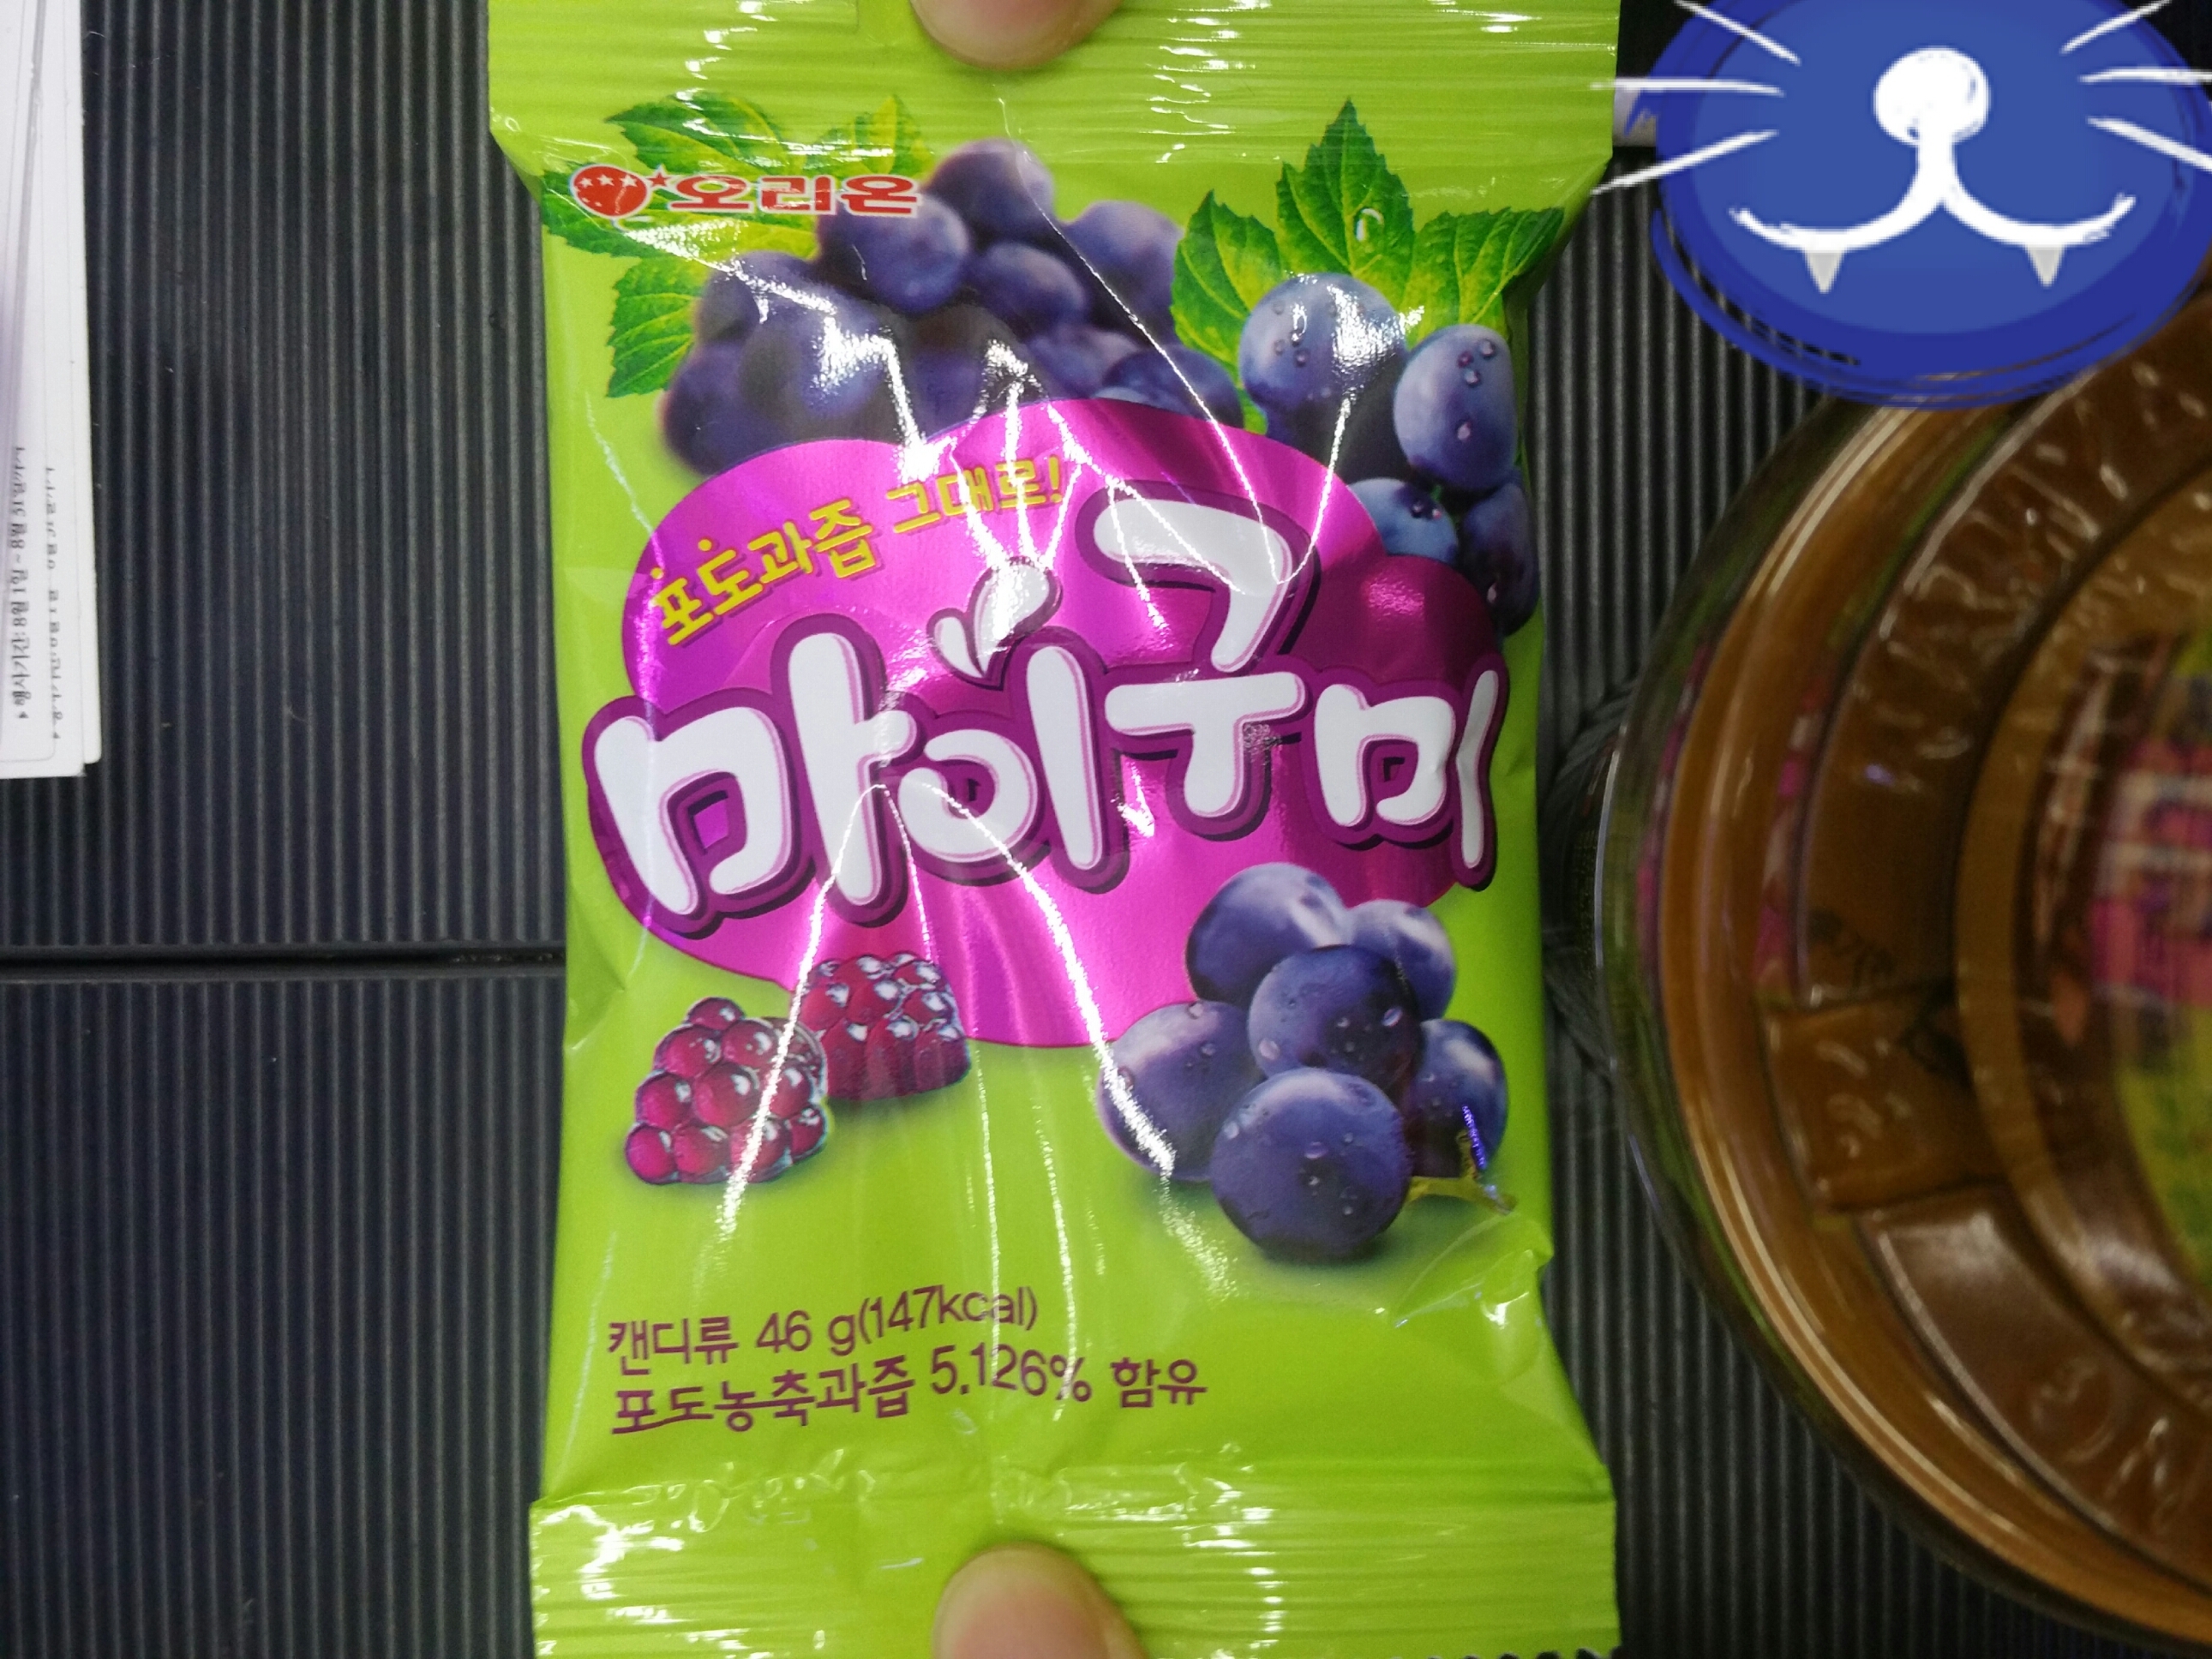 오리온
포도과즙 그대로!
마이구미
캔디류 46 g(147kcal)
포도농축과즙 5.126% 함유